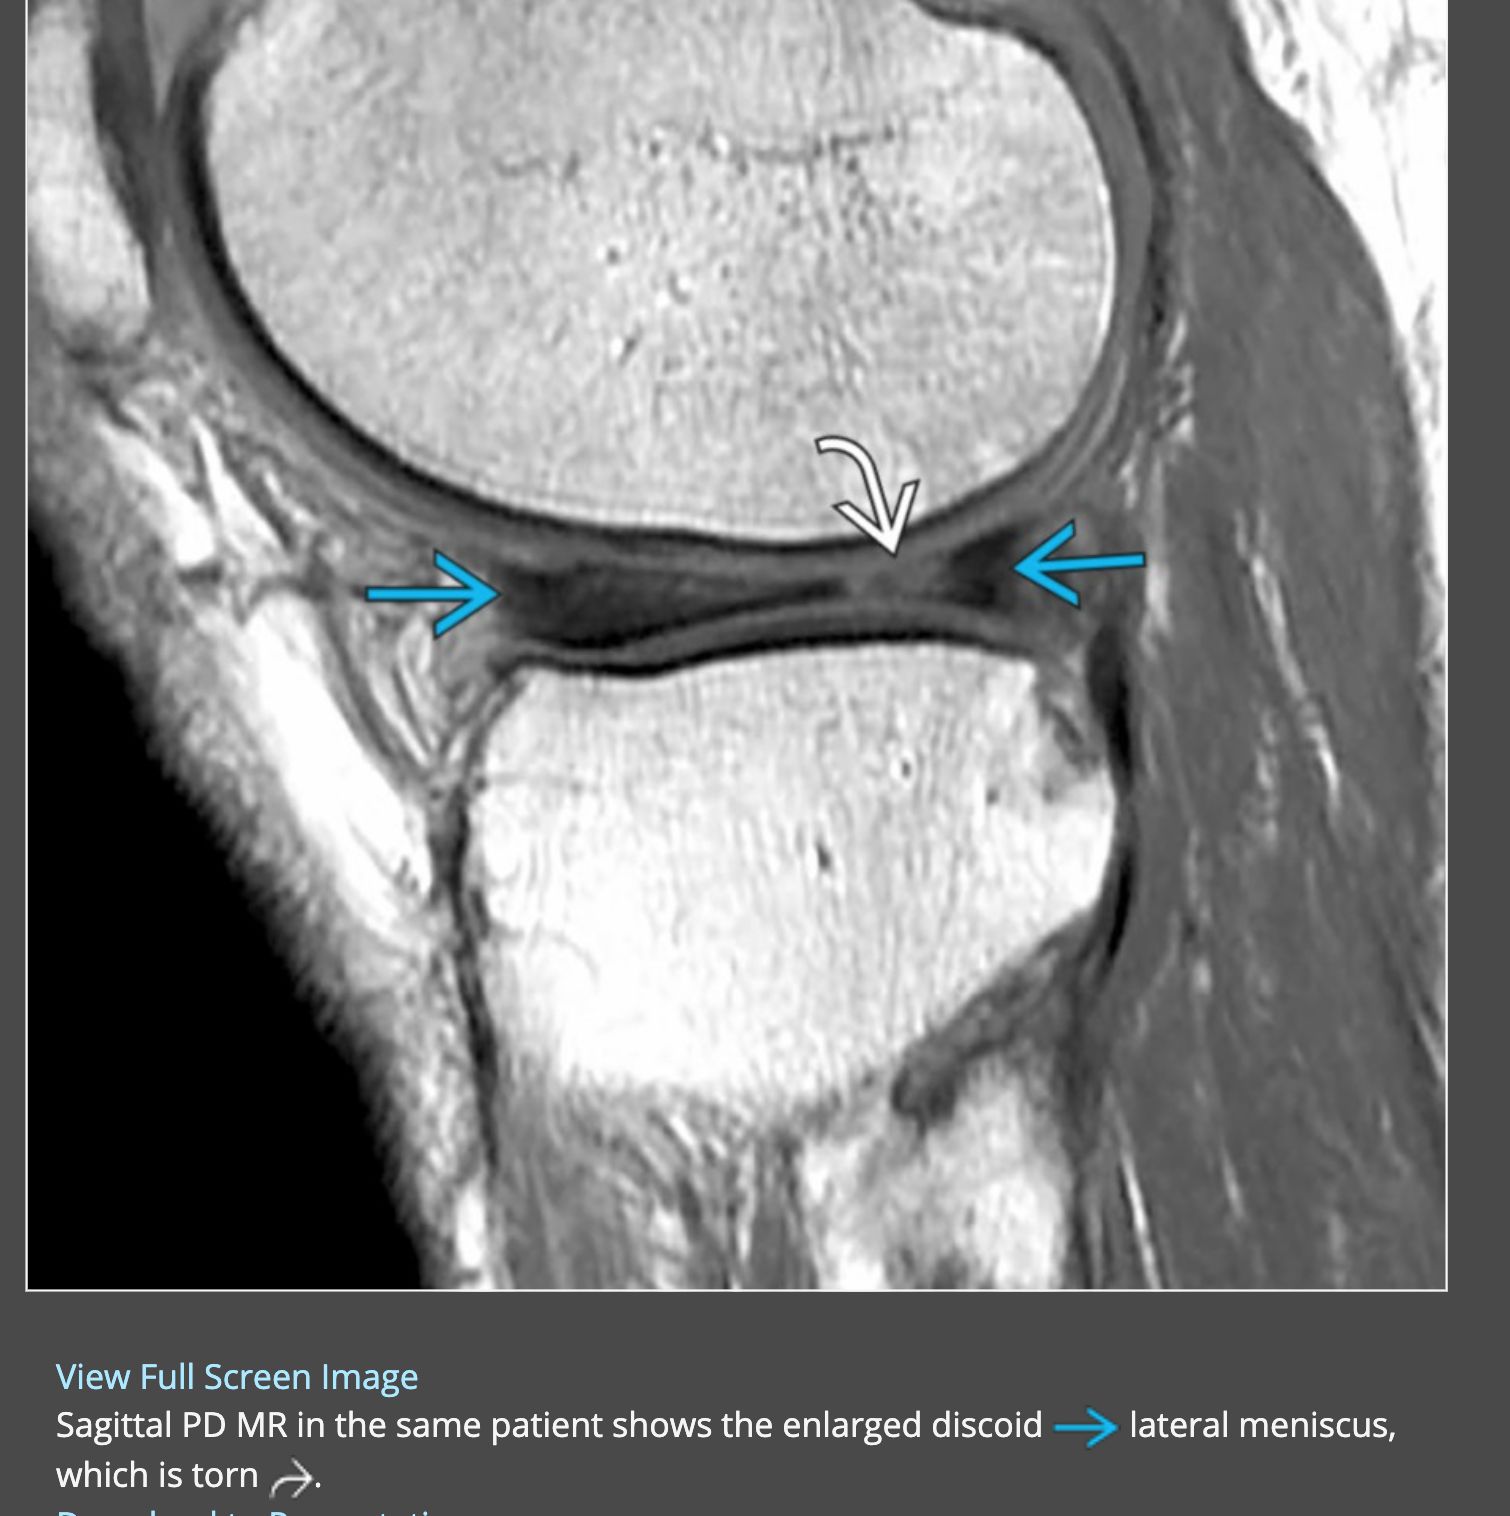 View Full Screen Image
Sagittal PD MR in the same patient shows the enlarged discoid lateral meniscus,
which is torn .